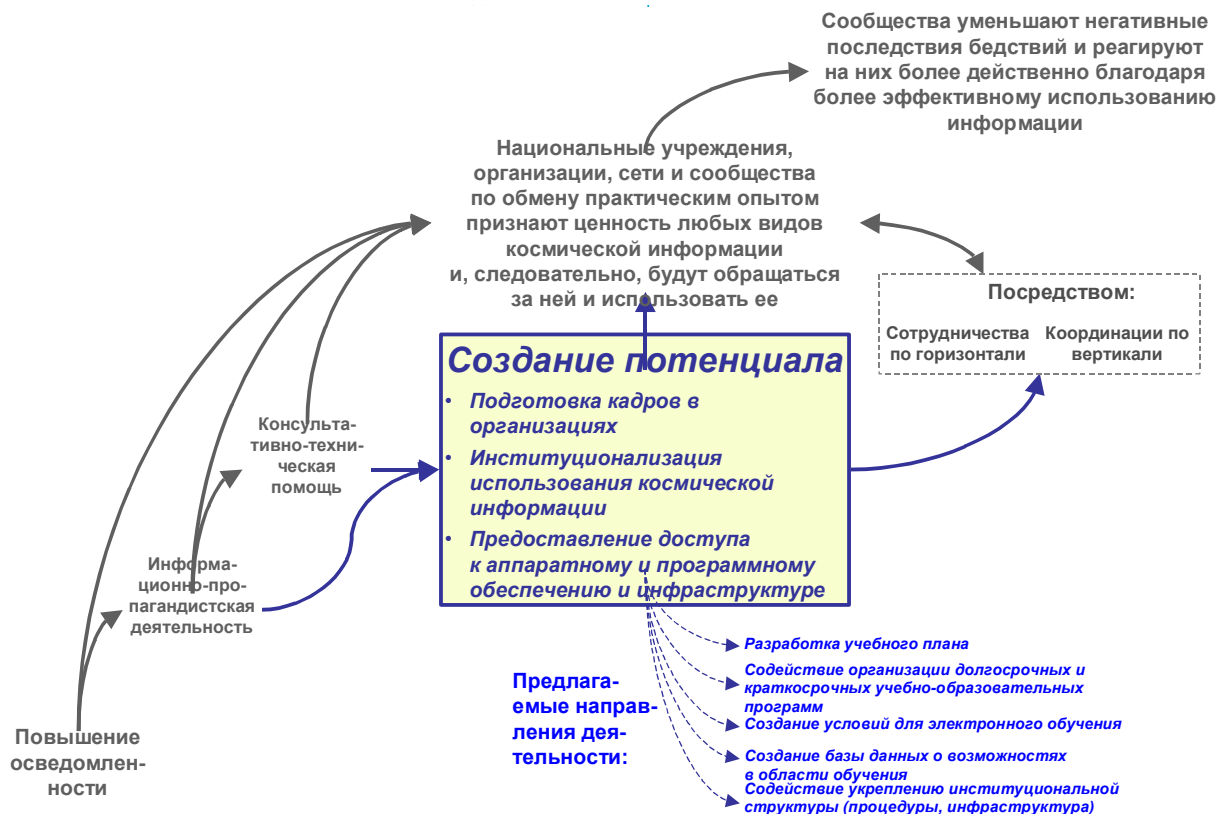 Сообщества уменьшают негативные
последствия бедствий и реагируют
на них более действенно благодаря
более эффективному использованию
информации
Национальные учреждения,
организации, сети и сообщества
по обмену практическим опытом
признают ценность любых видов
космической информации
и, следовательно, будут обращаться
за ней и использовать ее
Посредством:
Сотрудничества
по горизонтали
Координации по
вертикали
Создание потенциала
• Подготовка кадров в
организациях
• Институционализация
использования космической
информации
• Предоставление доступа
к аппаратному и программному
обеспечению и инфраструктуре
Консульта-
тивно-техни-
ческая
помощь
Информа-
ционно-про-
пагандистская
деятельность
Повышение
осведомлен-
ности
Предлага-
емые направ-
ления дея-
тельности:
Разработка учебного плана
Содействие организации долгосрочных и
краткосрочных учебно-образовательных
программ
Создание условий для электронного обучения
Создание базы данных о возможностях
в области обучения
Содействие укреплению институциональной
структуры (процедуры, инфраструктура)